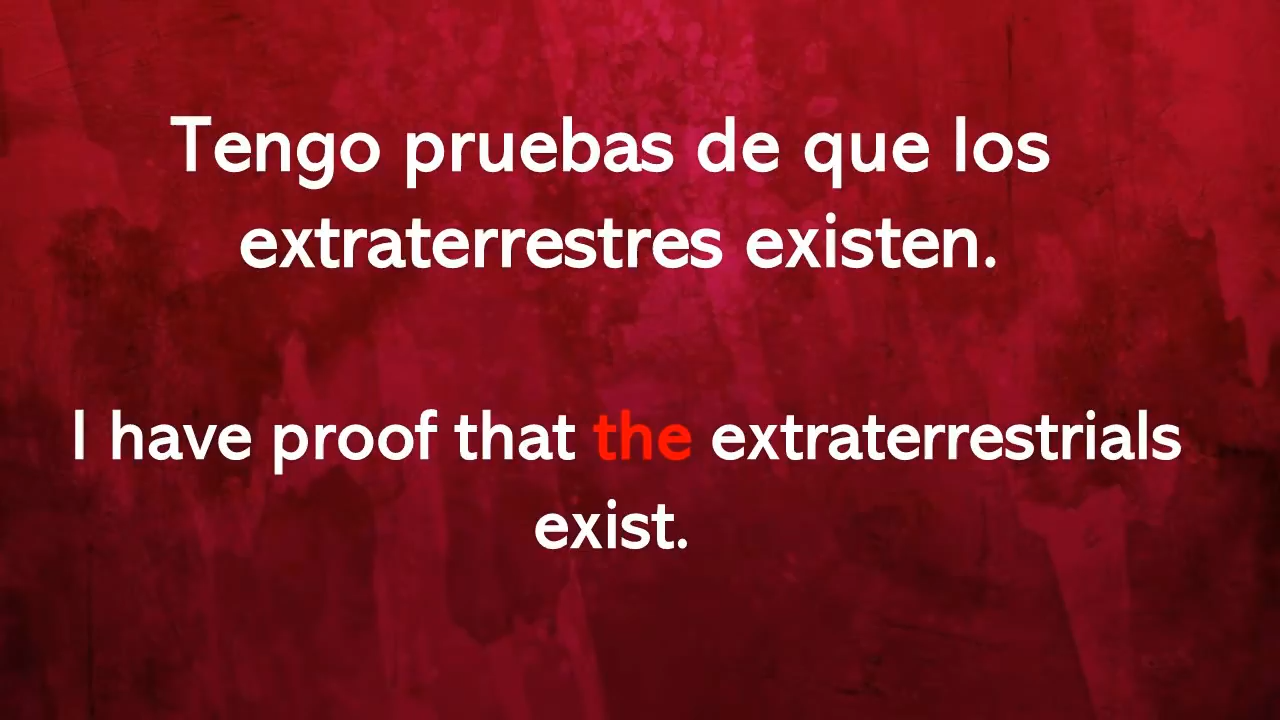 Tengo pruebas de que los
extraterrestres existen.
I have proof that the extraterrestrials
exist.